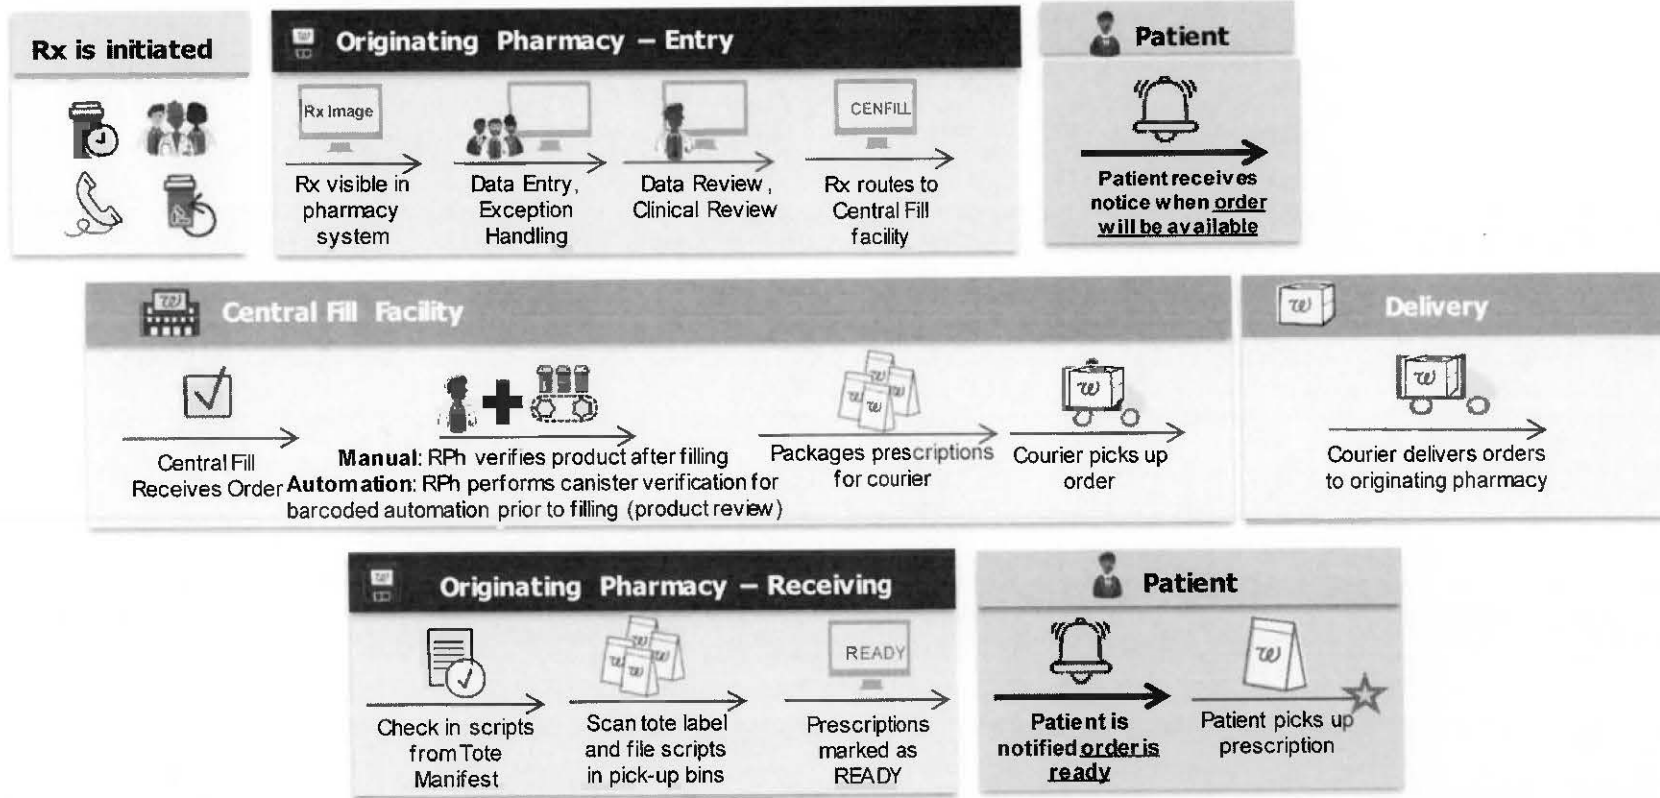 Rx is initiated
Originating Pharmacy – Entry
Rx Image
CENFILL
Rx visible in
pharmacy
system
Data Entry,
Exception
Handling
Data Review,
Clinical Review
Rx routes to
Central Fill
facility
Patient
Patient receives
notice when order
will be available
w
Central Fill Facility
Central Fill
Receives Order
Manual: RPh verifies product after filling
Automation: RPh performs canister verification for
barcoded automation prior to filling (product review)
w
w
w
w
Packages prescriptions
for courier
w
Courier picks up
order
w
Delivery
w
Courier delivers orders
to originating pharmacy
w
Originating Pharmacy – Receiving
Check in scripts
from Tote
Manifest
w
w
w
w
Scan tote label
and file scripts
in pick-up bins
READY
Prescriptions
marked as
READY
Patient
Patient is
notified order is
ready
w
Patient picks up
prescription